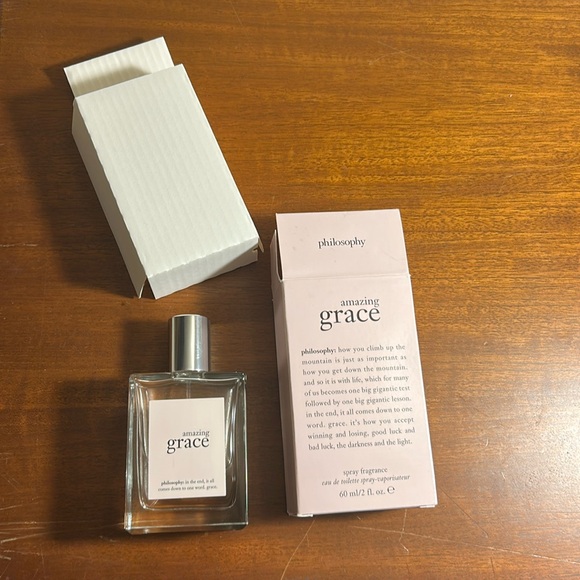 philosophy
amazing
grace
philosophy: how you climb up the
mountain is just as important as
how you get down the mountain.
and so it is with life, which for many
of us becomes one big gigantic test
followed by one big gigantic lesson.
in the end, it all comes down to one
word. grace. it's how you accept
winning and losing, good luck and
bad luck, the darkness and the light.
spray fragrance
eau de toilette spray-vaporisateur
60 ml/2 fl. oz. ℮
amazing
grace
philosophy: in the end, it all
comes down to one word. grace.